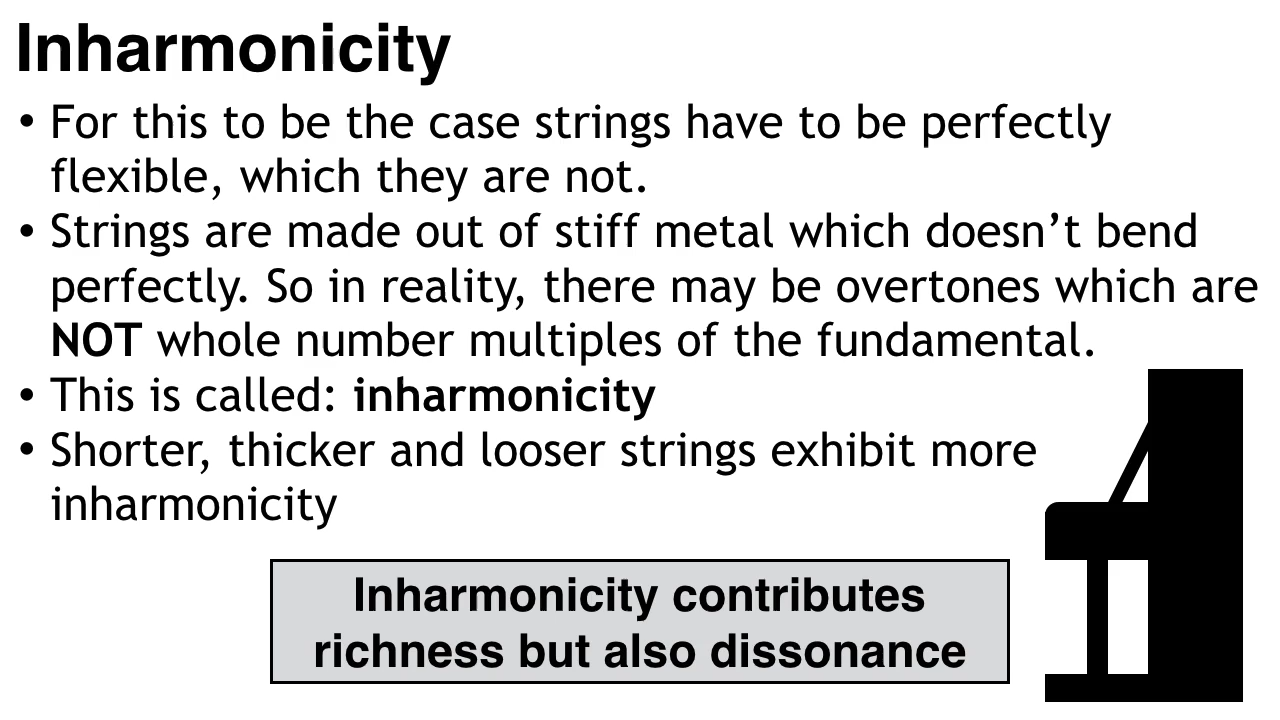 Inharmonicity
• For this to be the case strings have to be perfectly
flexible, which they are not.
• Strings are made out of stiff metal which doesn’t bend
perfectly. So in reality, there may be overtones which are
NOT whole number multiples of the fundamental.
• This is called: inharmonicity
• Shorter, thicker and looser strings exhibit more
inharmonicity
Inharmonicity contributes
richness but also dissonance